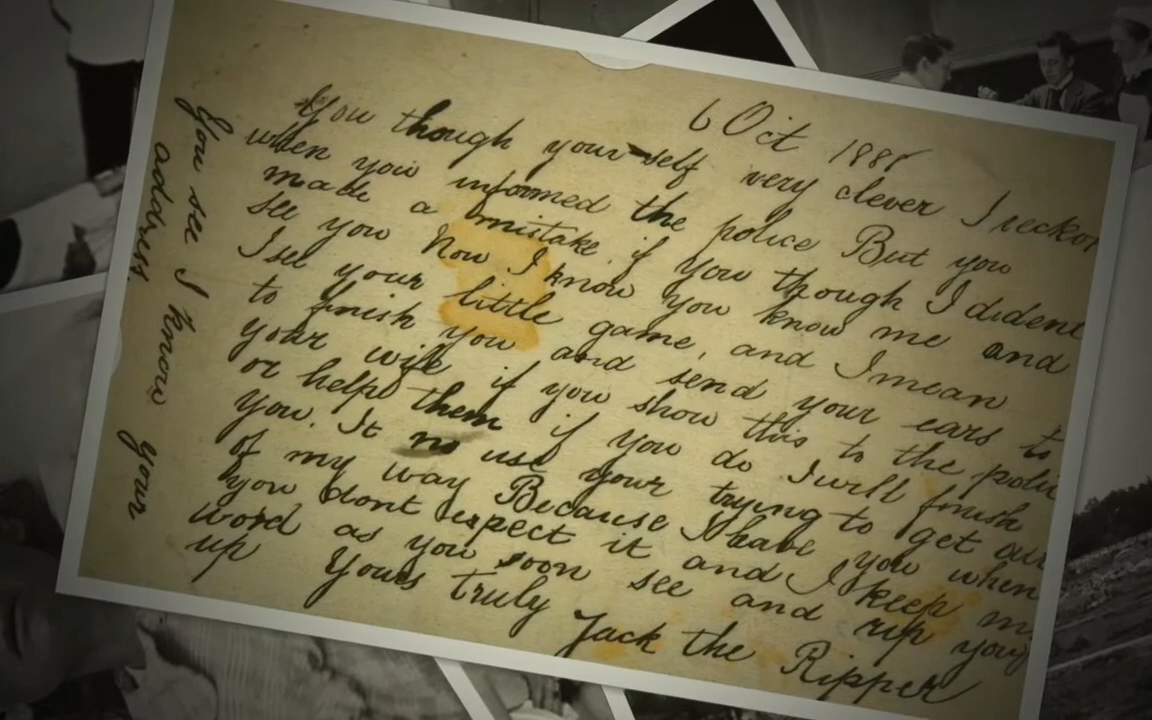 6 Oct 1888
You though your self very clever I reckon
when you informed the police But you
made a mistake if you though I dident
see you Now I know you know me and
I see your little game, and I mean
to finish you and send your ears to
your wife if you show this to the police
or help them if you do I will finish
you. It no use your trying to get out
of my way Because I have you when
you dont expect it and I keep my
word as you soon see and rip you
up Yours truly Jack the Ripper
You see I know your
address